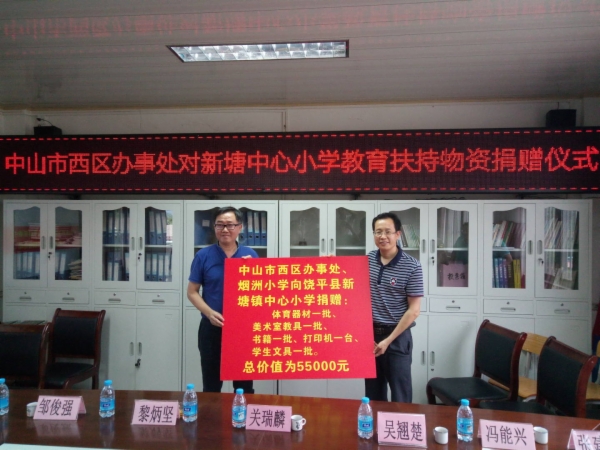 中山市西区办事处对新塘中心小学教育扶持物资捐赠仪式
中山市西区办事处、
烟洲小学向饶平县新
塘镇中心小学捐赠：
体育器材一批、
美术室教具一批、
书籍一批、打印机一台、
学生文具一批。
总价值为55000元
邹俊强
黎炳坚
关瑞麟
吴翘楚
冯能兴